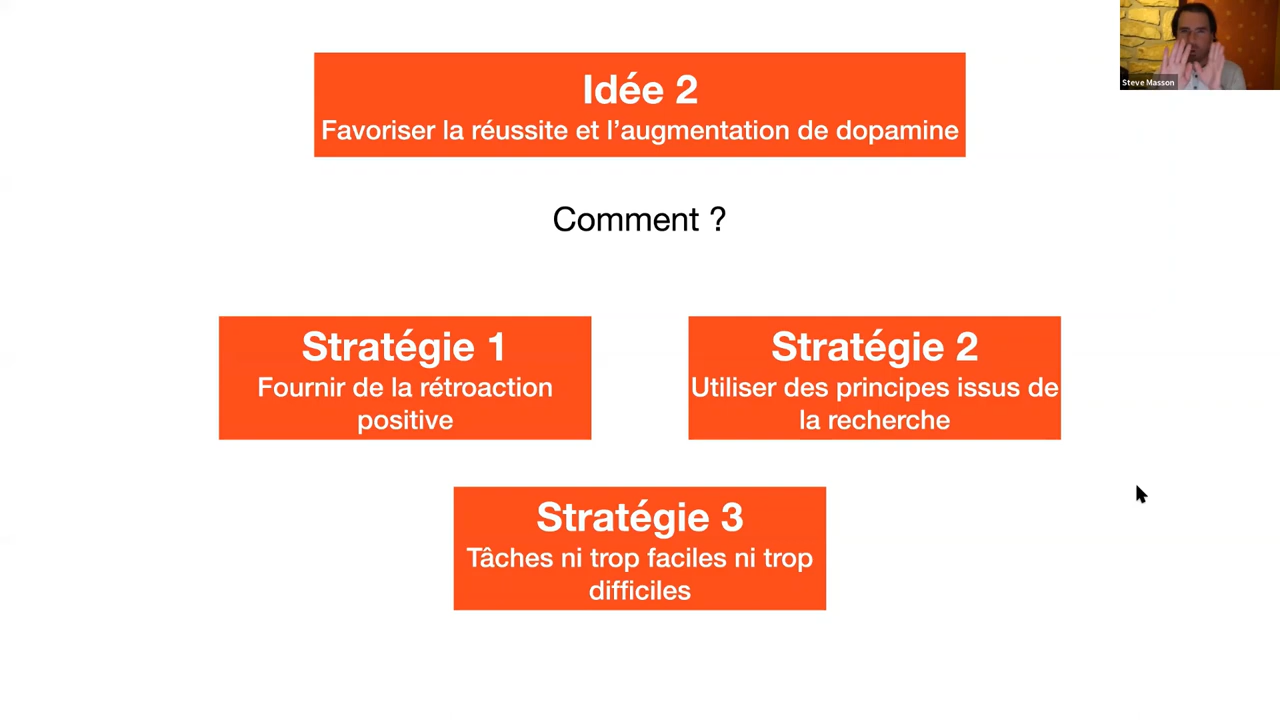 Steve Masson
Idée 2
Favoriser la réussite et l’augmentation de dopamine
Comment ?
Stratégie 1
Fournir de la rétroaction
positive
Stratégie 2
Utiliser des principes issus de
la recherche
Stratégie 3
Tâches ni trop faciles ni trop
difficiles